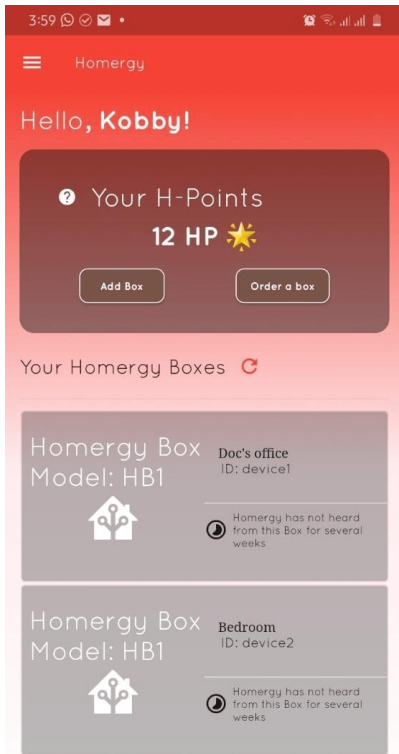 3:59
Homergy
Hello, Kobby!
Your H-Points
12 HP
Add Box
Order a box
Your Homergy Boxes
Homergy Box
Model: HB1
Doc's office
ID: device1
Homergy has not heard
from this Box for several
weeks
Homergy Box
Model: HB1
Bedroom
ID: device2
Homergy has not heard
from this Box for several
weeks